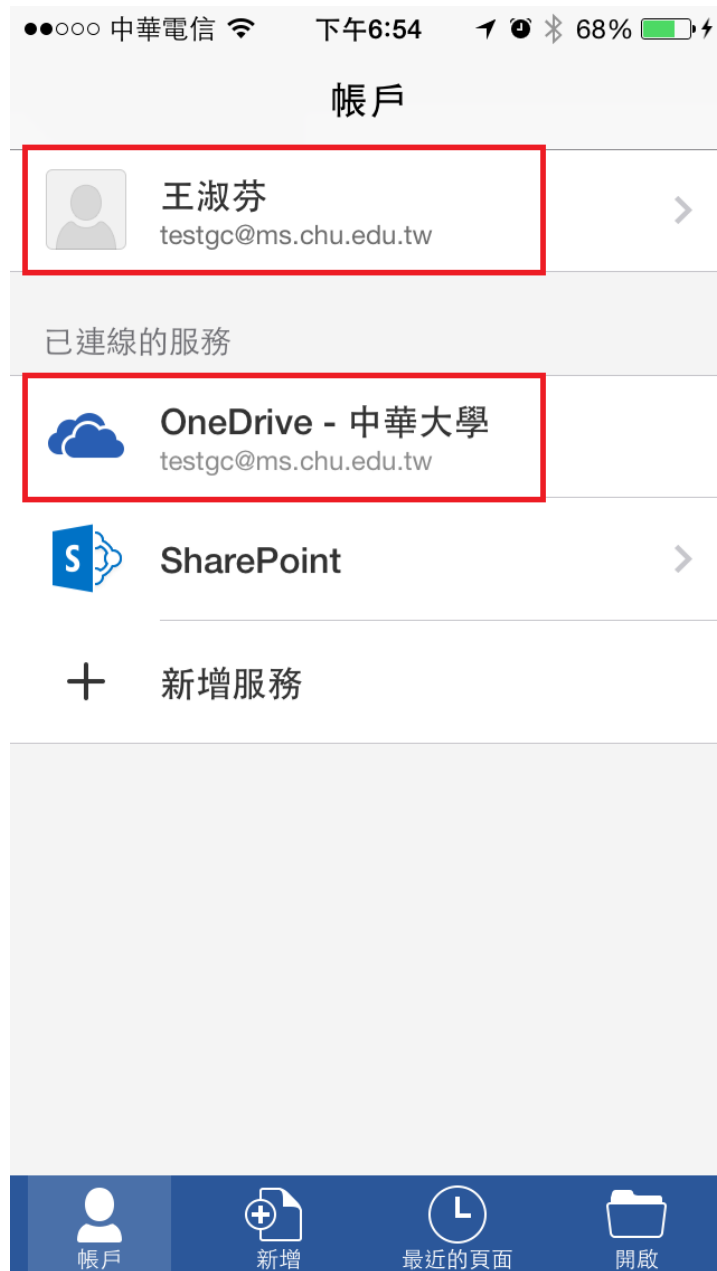 中華電信 下午6:54 68%
帳戶
王淑芬
testgc@ms.chu.edu.tw
已連線的服務
OneDrive - 中華大學
testgc@ms.chu.edu.tw
S SharePoint
新增服務
帳戶 新增 最近的頁面 開啟